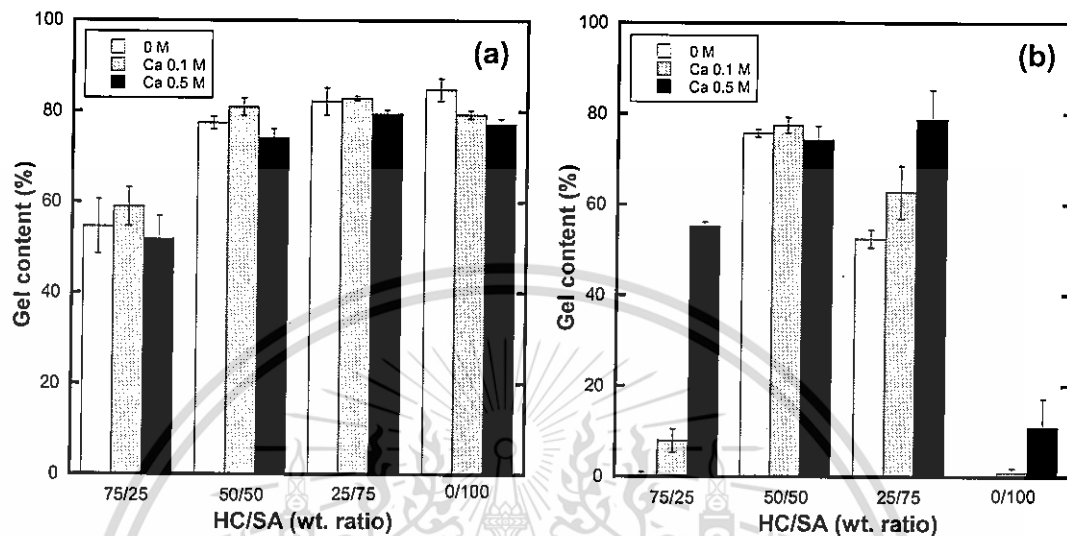 (a)
0 M
Ca 0.1 M
Ca 0.5 M
Gel content (%)
100
80
60
40
20
0
75/25 50/50 25/75 0/100
HC/SA (wt. ratio)
(b)
0 M
Ca 0.1 M
Ca 0.5 M
Gel content (%)
100
80
60
40
20
0
75/25 50/50 25/75 0/100
HC/SA (wt. ratio)